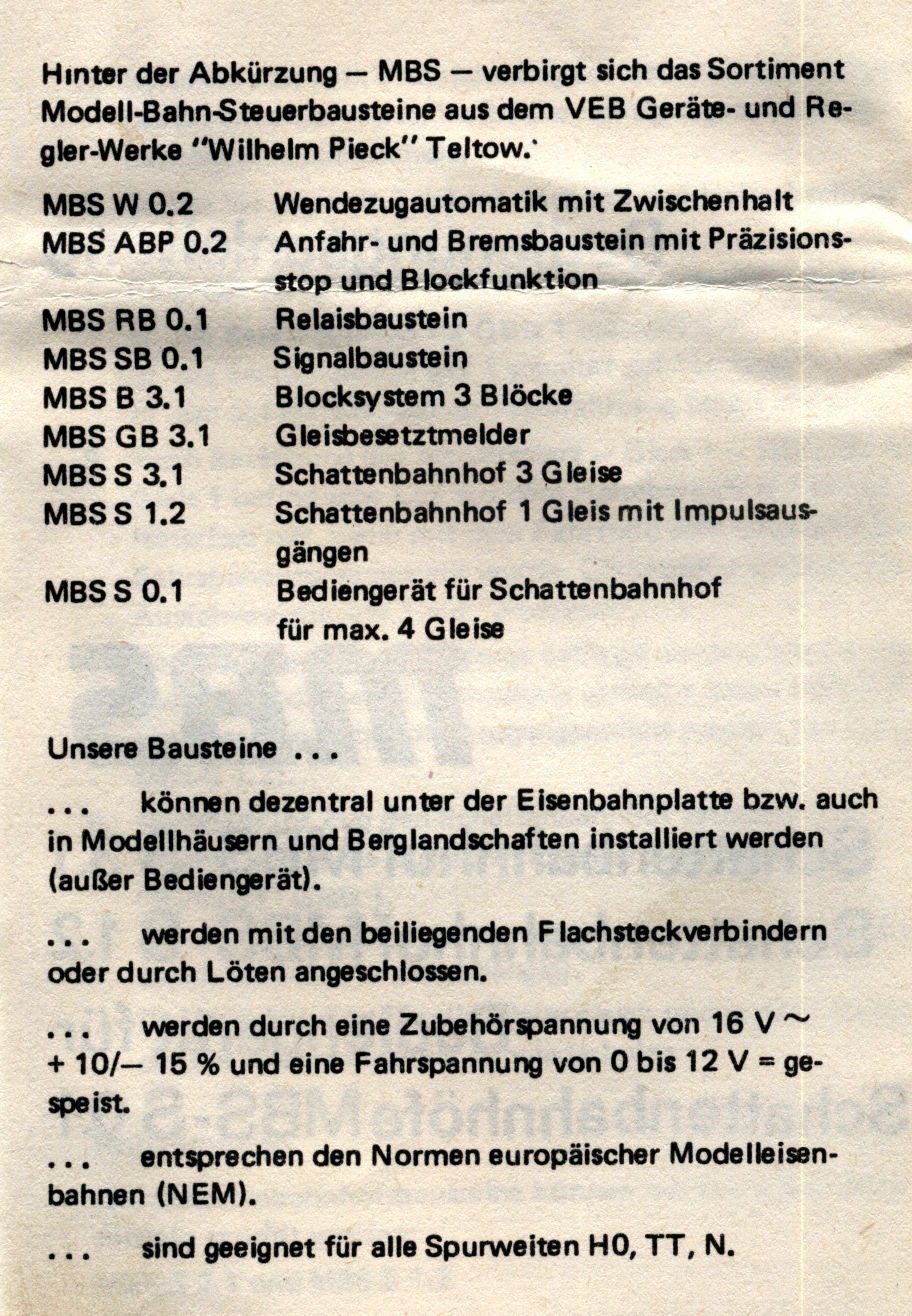 Hinter der Abkürzung — MBS — verbirgt sich das Sortiment
Modell-Bahn-Steuerbausteine aus dem VEB Geräte- und Re-
gler-Werke "Wilhelm Pieck" Teltow.
MBS W 0.2 Wendezugautomatik mit Zwischenhalt
MBS ABP 0.2 Anfahr- und Bremsbaustein mit Präzisions-
stop und Blockfunktion
MBS RB 0.1 Relaisbaustein
MBS SB 0.1 Signalbaustein
MBS B 3.1 Blocksystem 3 Blöcke
MBS GB 3.1 Gleisbesetztmelder
MBS S 3.1 Schattenbahnhof 3 Gleise
MBS S 1.2 Schattenbahnhof 1 Gleis mit Impulsaus-
gängen
MBS S 0.1 Bediengerät für Schattenbahnhof
für max. 4 Gleise
Unsere Bausteine ...
... können dezentral unter der Eisenbahnplatte bzw. auch
in Modellhäusern und Berglandschaften installiert werden
(außer Bediengerät).
... werden mit den beiliegenden Flachsteckverbindern
oder durch Löten angeschlossen.
... werden durch eine Zubehörspannung von 16 V ~
+ 10/— 15 % und eine Fahrspannung von 0 bis 12 V = ge-
speist.
... entsprechen den Normen europäischer Modelleisen-
bahnen (NEM).
... sind geeignet für alle Spurweiten H0, TT, N.